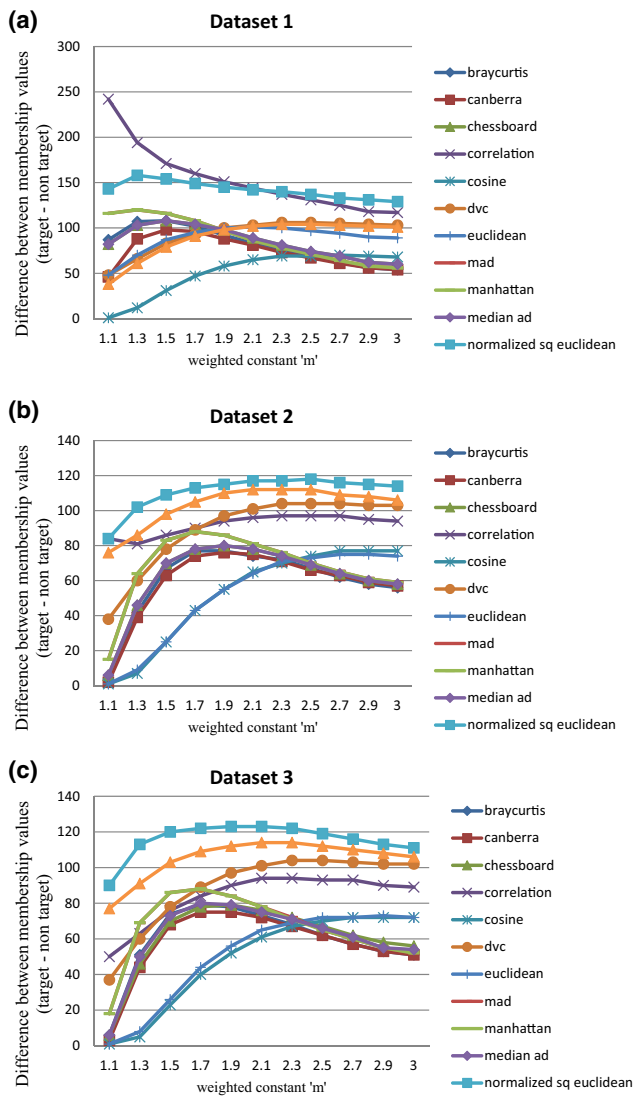 (a)
Dataset 1
Difference between membership values
(target - non target)
300
250
200
150
100
50
0
1.1 1.3 1.5 1.7 1.9 2.1 2.3 2.5 2.7 2.9 3
weighted constant 'm'
braycurtis
canberra
chessboard
correlation
cosine
dvc
euclidean
mad
manhattan
median ad
normalized sq euclidean
(b)
Dataset 2
Difference between membership values
(target - non target)
140
120
100
80
60
40
20
0
1.1 1.3 1.5 1.7 1.9 2.1 2.3 2.5 2.7 2.9 3
weighted constant 'm'
braycurtis
canberra
chessboard
correlation
cosine
dvc
euclidean
mad
manhattan
median ad
normalized sq euclidean
(c)
Dataset 3
Difference between membership values
(target - non target)
140
120
100
80
60
40
20
0
1.1 1.3 1.5 1.7 1.9 2.1 2.3 2.5 2.7 2.9 3
weighted constant 'm'
braycurtis
canberra
chessboard
correlation
cosine
dvc
euclidean
mad
manhattan
median ad
normalized sq euclidean